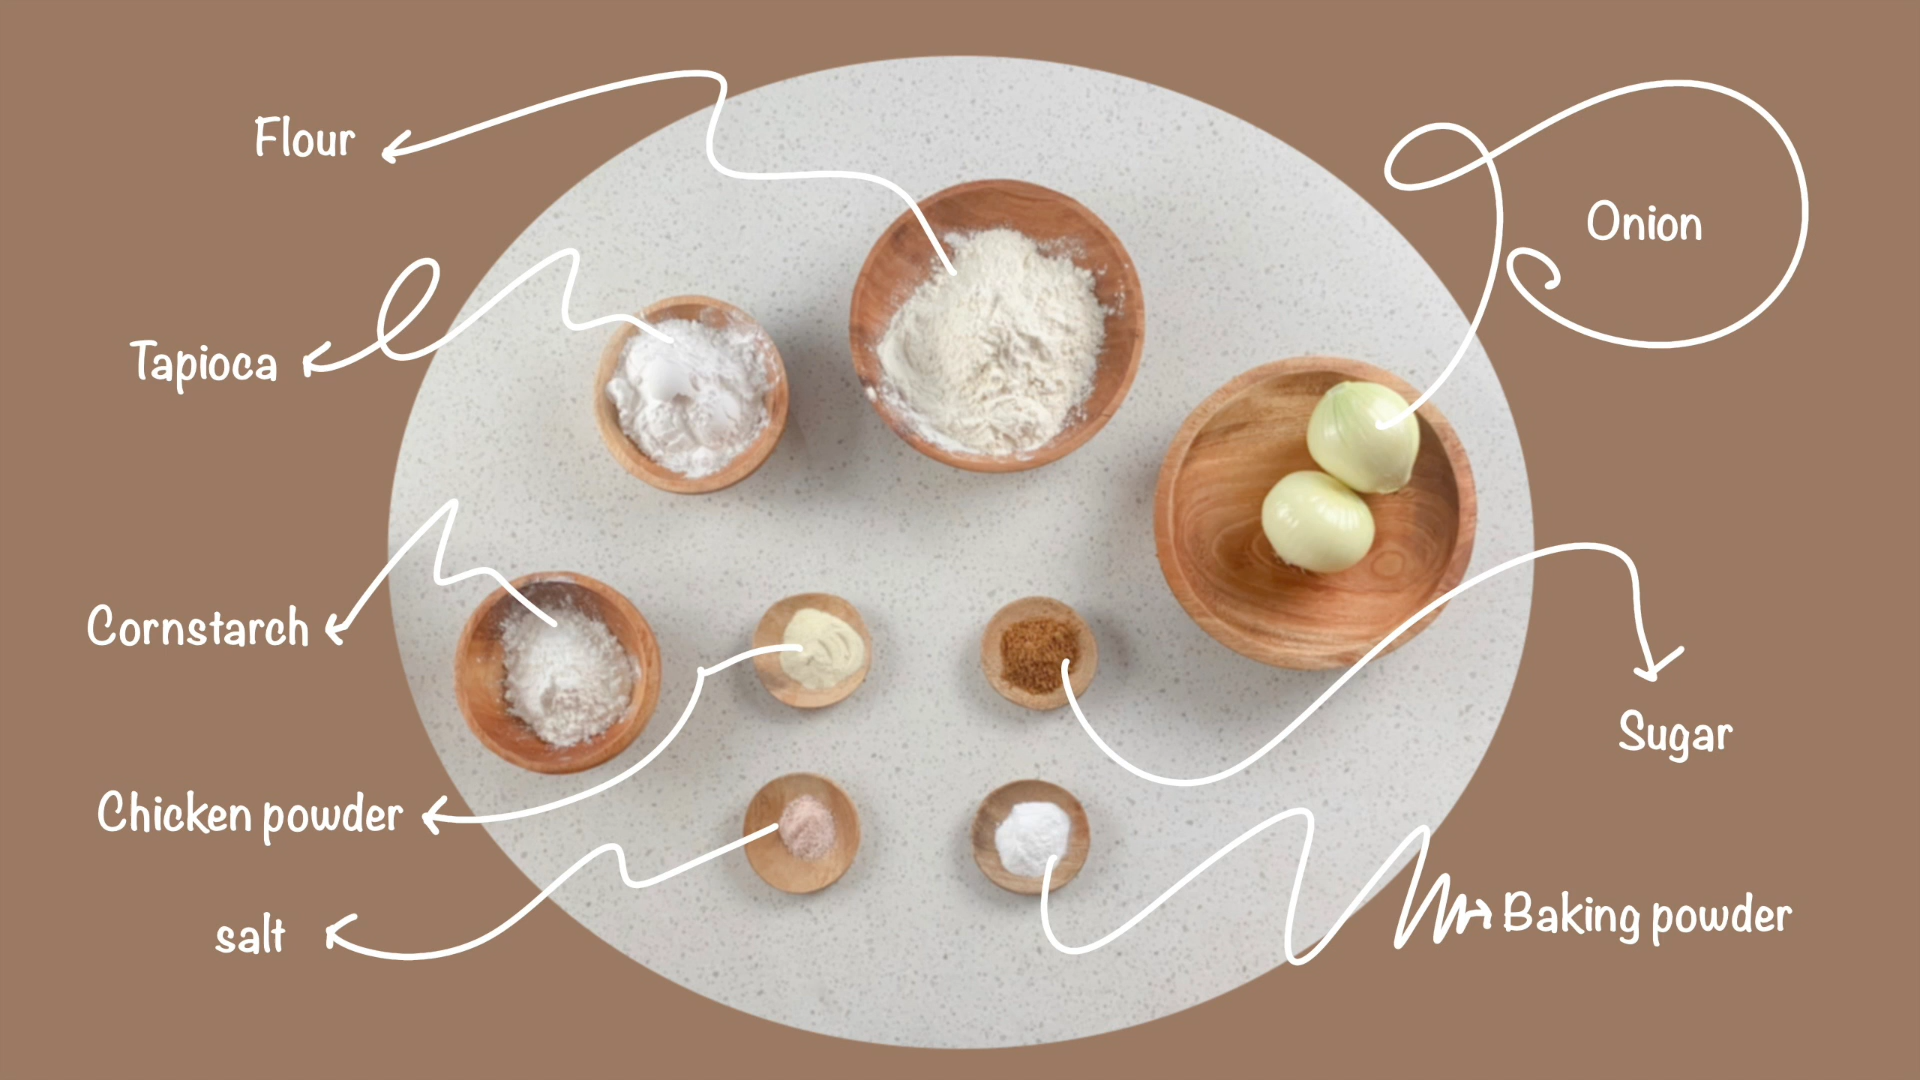 Flour
Onion
Tapioca
Cornstarch
Sugar
Chicken powder
salt
Baking powder